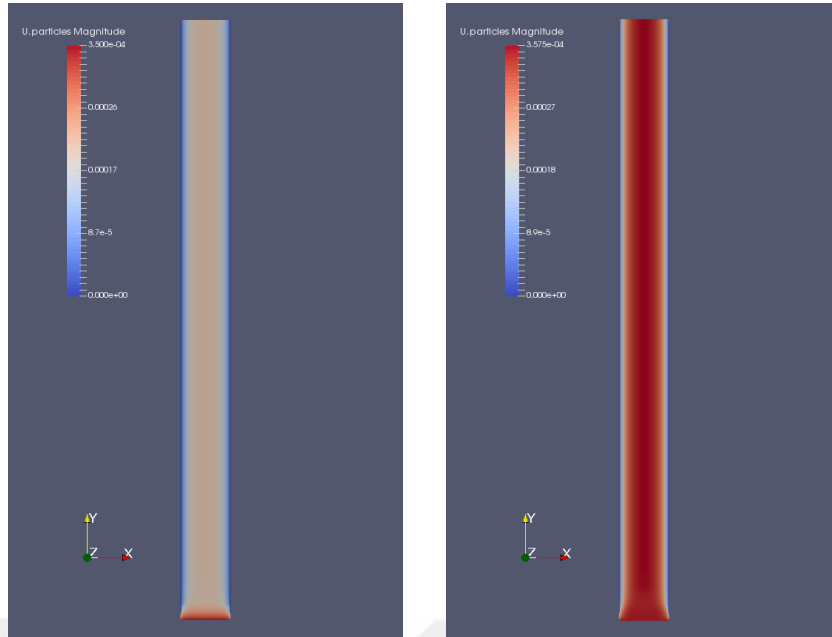 U.particles Magnitude
3.500e-04
0.00026
0.00017
8.7e-5
0.000e+00
Y
Z X
U.particles Magnitude
3.575e-04
0.00027
0.00018
8.9e-5
0.000e+00
Y
Z X